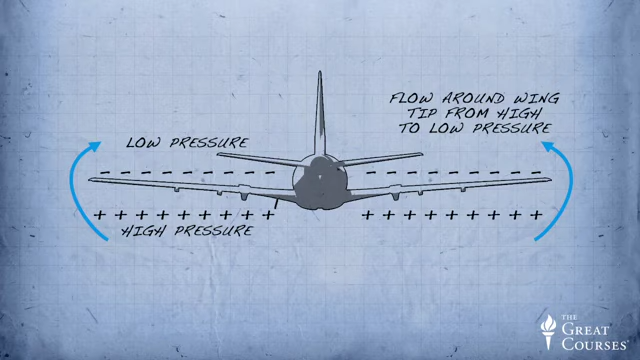 FLOW AROUND WING
TIP FROM HIGH
TO LOW PRESSURE
LOW PRESSURE
- - - - - - - - - -
- - - - - - - - - -
+ + + + + + + + + +
+ + + + + + + + + +
HIGH PRESSURE
THE
GREAT
COURSES